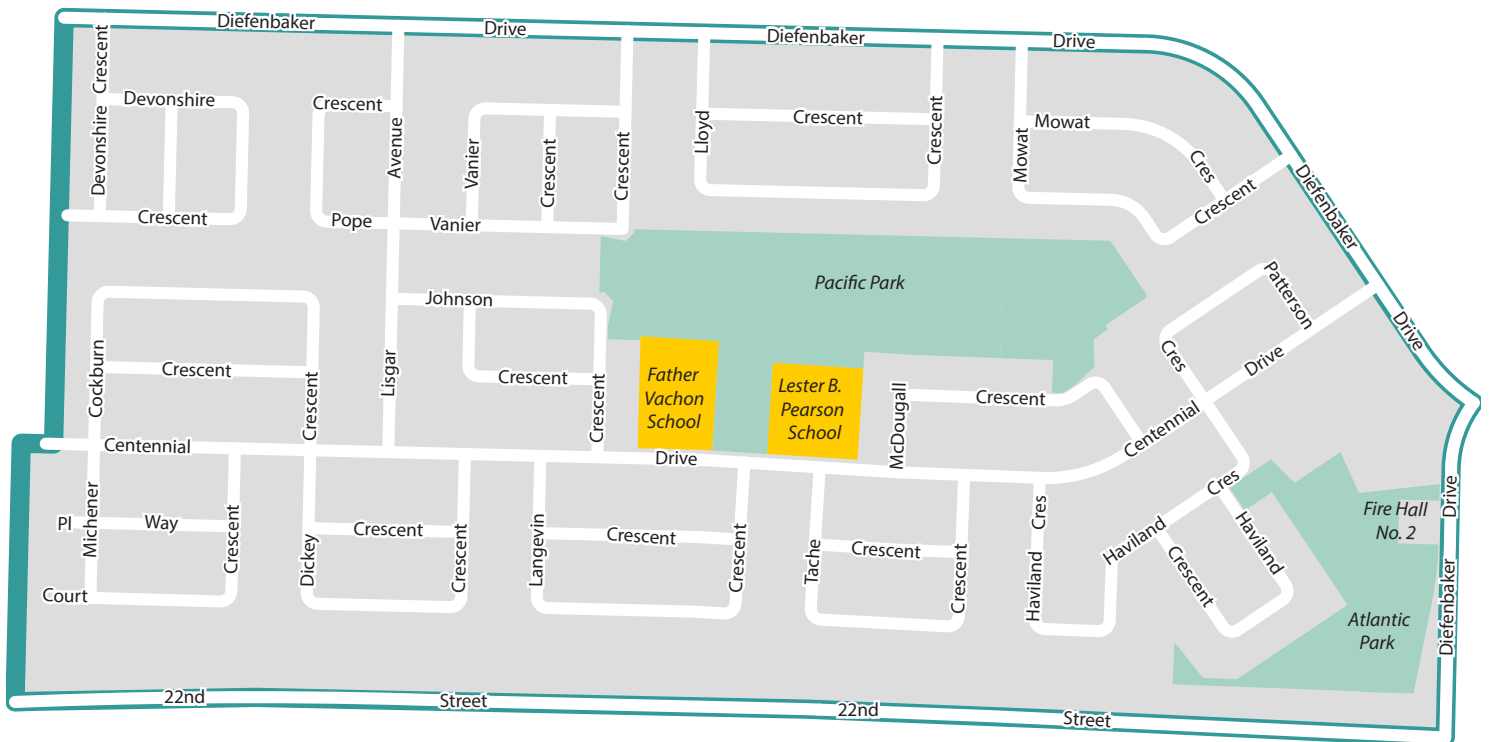 Diefenbaker
Drive
Diefenbaker
Drive
Crescent
Devonshire
Devonshire
Crescent
Crescent
Avenue
Pope
Vanier
Vanier
Crescent
Crescent
Lloyd
Crescent
Crescent
Mowat
Mowat
Cres
Crescent
Diefenbaker
Drive
Pacific Park
Patterson
Cres
Drive
Centennial
Johnson
Crescent
Crescent
Lisgar
Cockburn
Crescent
Crescent
Father
Vachon
School
Lester B.
Pearson
School
McDougall
Crescent
Centennial
Drive
Michener
Pl
Way
Crescent
Court
Dickey
Crescent
Crescent
Langevin
Crescent
Crescent
Tache
Crescent
Crescent
Cres
Haviland
Haviland
Cres
Haviland
Crescent
Fire Hall
No. 2
Drive
Diefenbaker
Atlantic
Park
22nd
Street
22nd
Street